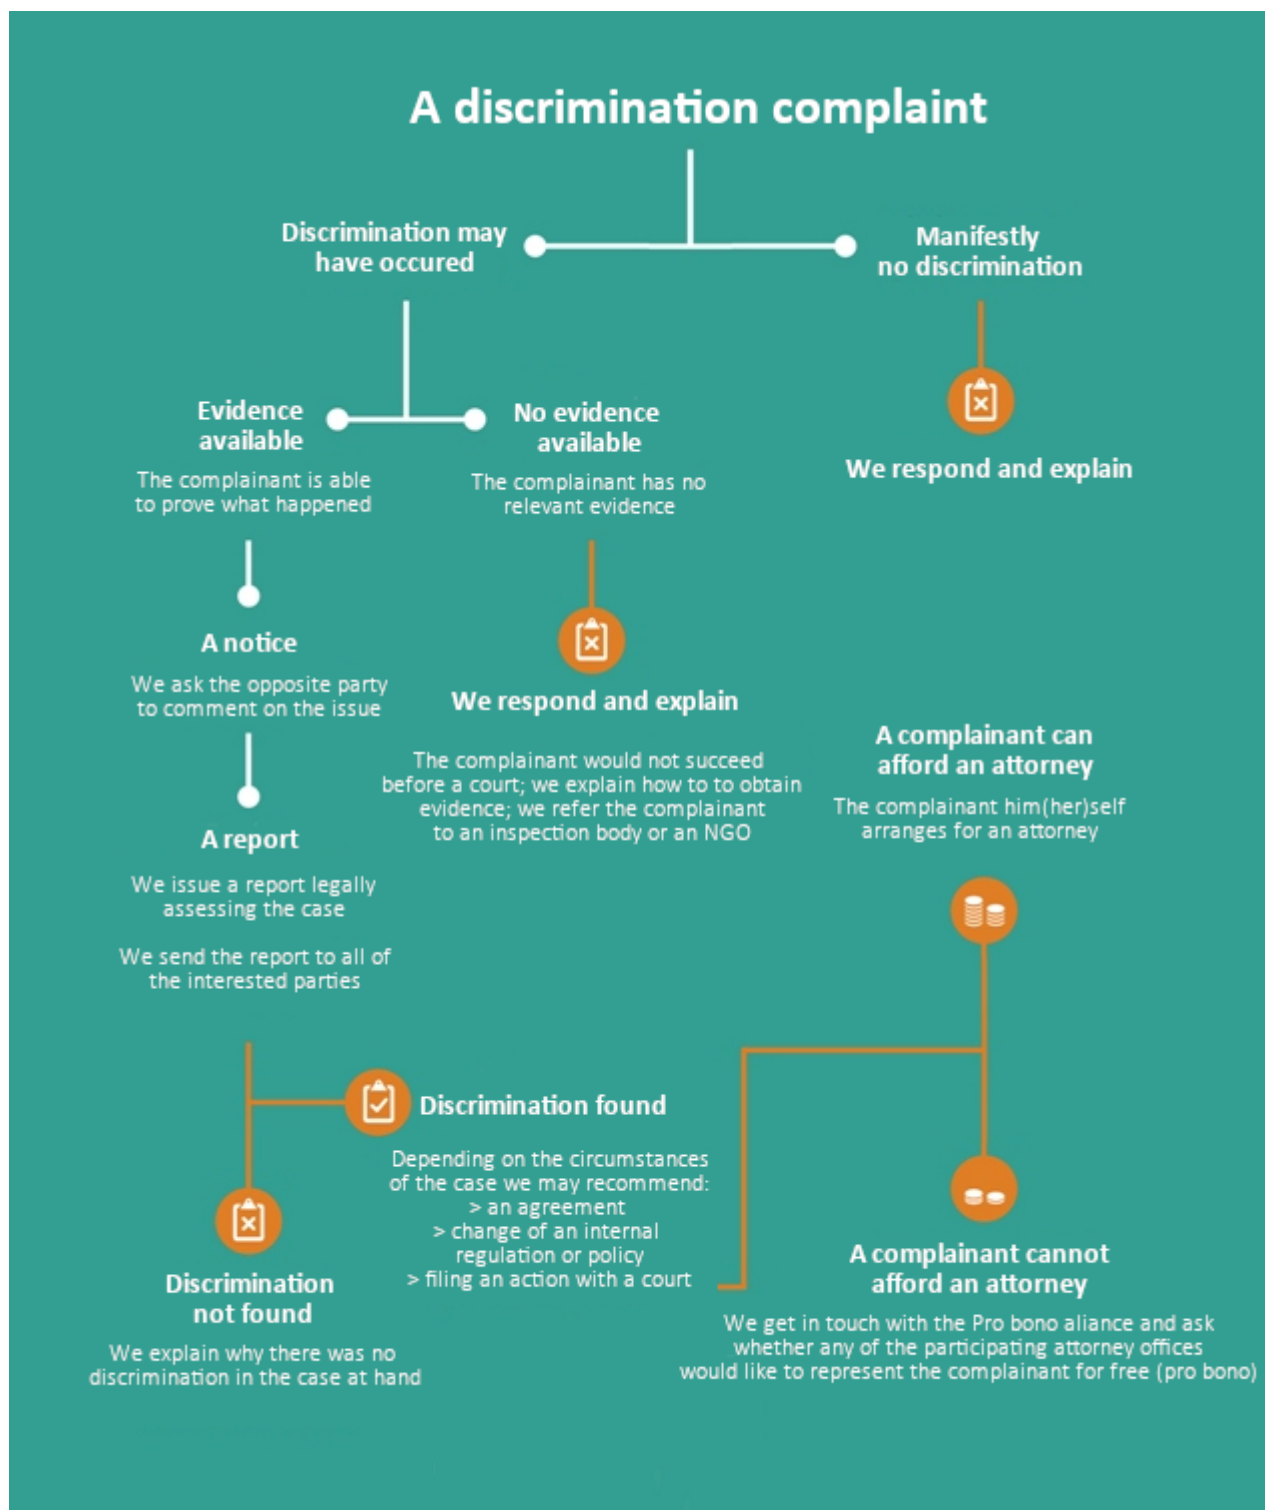 A discrimination complaint
Discrimination may
have occured
Manifestly
no discrimination
We respond and explain
Evidence
available
The complainant is able
to prove what happened
No evidence
available
The complainant has no
relevant evidence
A notice
We ask the opposite party
to comment on the issue
We respond and explain
The complainant would not succeed
before a court; we explain how to to obtain
evidence; we refer the complainant
to an inspection body or an NGO
A report
We issue a report legally
assessing the case
We send the report to all of
the interested parties
Discrimination found
Depending on the circumstances
of the case we may recommend:
> an agreement
> change of an internal
regulation or policy
> filing an action with a court
Discrimination
not found
We explain why there was no
discrimination in the case at hand
A complainant can
afford an attorney
The complainant him(her)self
arranges for an attorney
A complainant cannot
afford an attorney
We get in touch with the Pro bono aliance and ask
whether any of the participating attorney offices
would like to represent the complainant for free (pro bono)